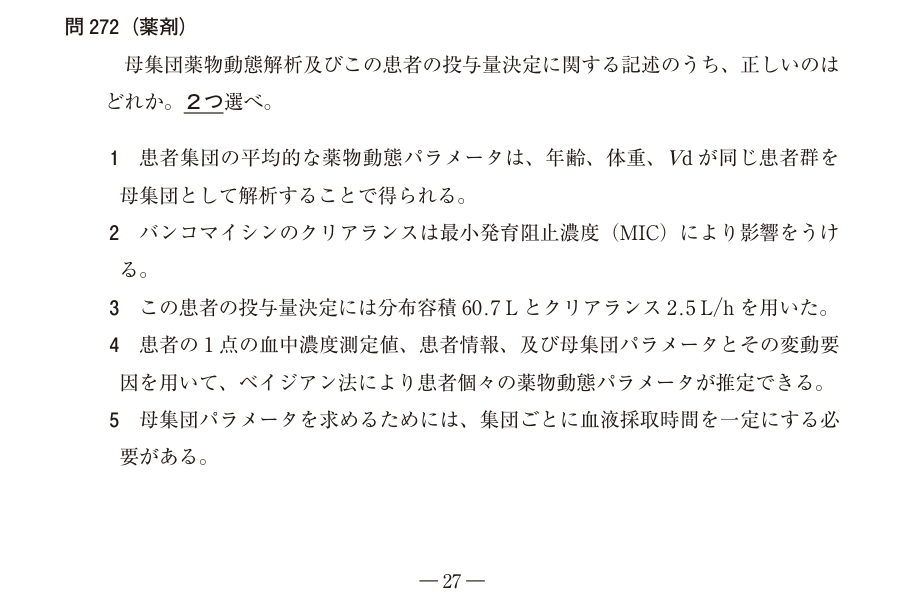 問 272（薬剤）
母集団薬物動態解析及びこの患者の投与量決定に関する記述のうち、正しいのは
どれか。２つ選べ。
1 患者集団の平均的な薬物動態パラメータは、年齢、体重、Vd が同じ患者群を
母集団として解析することで得られる。
2 バンコマイシンのクリアランスは最小発育阻止濃度（MIC）により影響をうけ
る。
3 この患者の投与量決定には分布容積 60.7 L とクリアランス 2.5 L/h を用いた。
4 患者の 1 点の血中濃度測定値、患者情報、及び母集団パラメータとその変動要
因を用いて、ベイジアン法により患者個々の薬物動態パラメータが推定できる。
5 母集団パラメータを求めるためには、集団ごとに血液採取時間を一定にする必
要がある。
― 27 ―